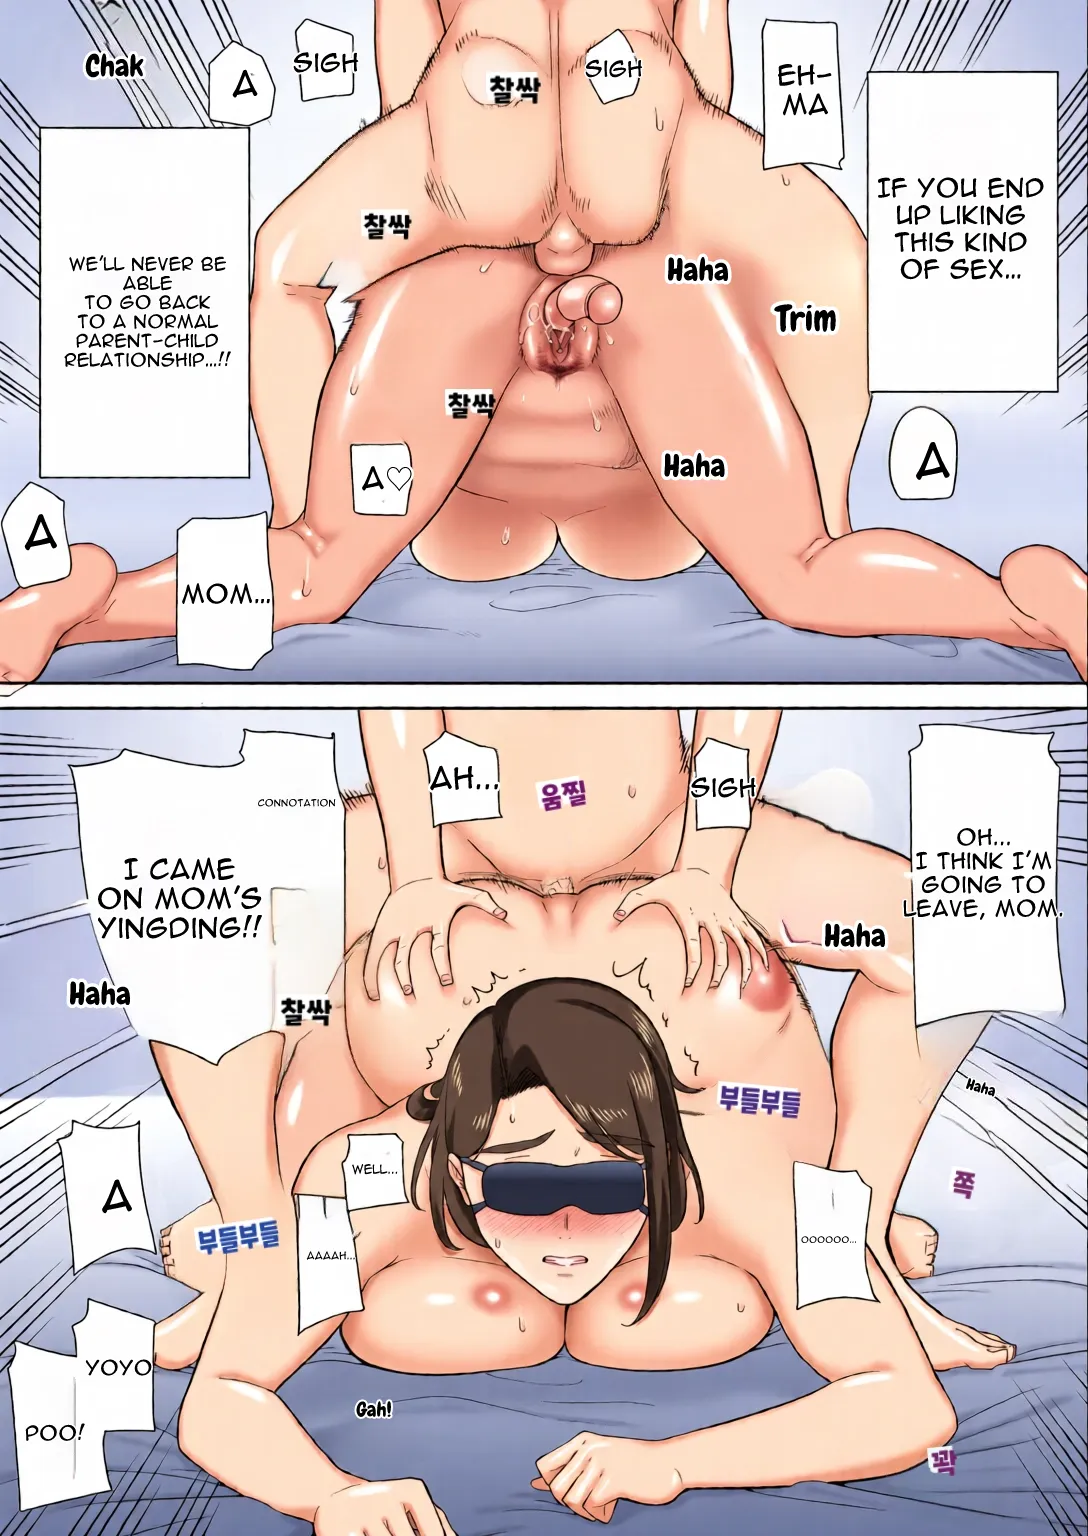 Chak
A
SIGH
찰싹
SIGH
EH-
MA
IF YOU END
UP LIKING
THIS KIND
OF SEX...
WE'LL NEVER BE
ABLE
TO GO BACK
TO A NORMAL
PARENT-CHILD
RELATIONSHIP...!!
찰싹
Haha
Trim
찰싹
A♡
Haha
A
A
MOM...
CONNOTATION
I CAME
ON MOM'S
YINGDING!!
AH...
움찔
SIGH
OH...
I THINK I'M
GOING TO
LEAVE, MOM.
Haha
Haha
찰싹
부들부들
Haha
A
WELL...
쪽
부들부들
AAAAH...
OOOOOO...
YOYO
POO!
Gah!
꽉